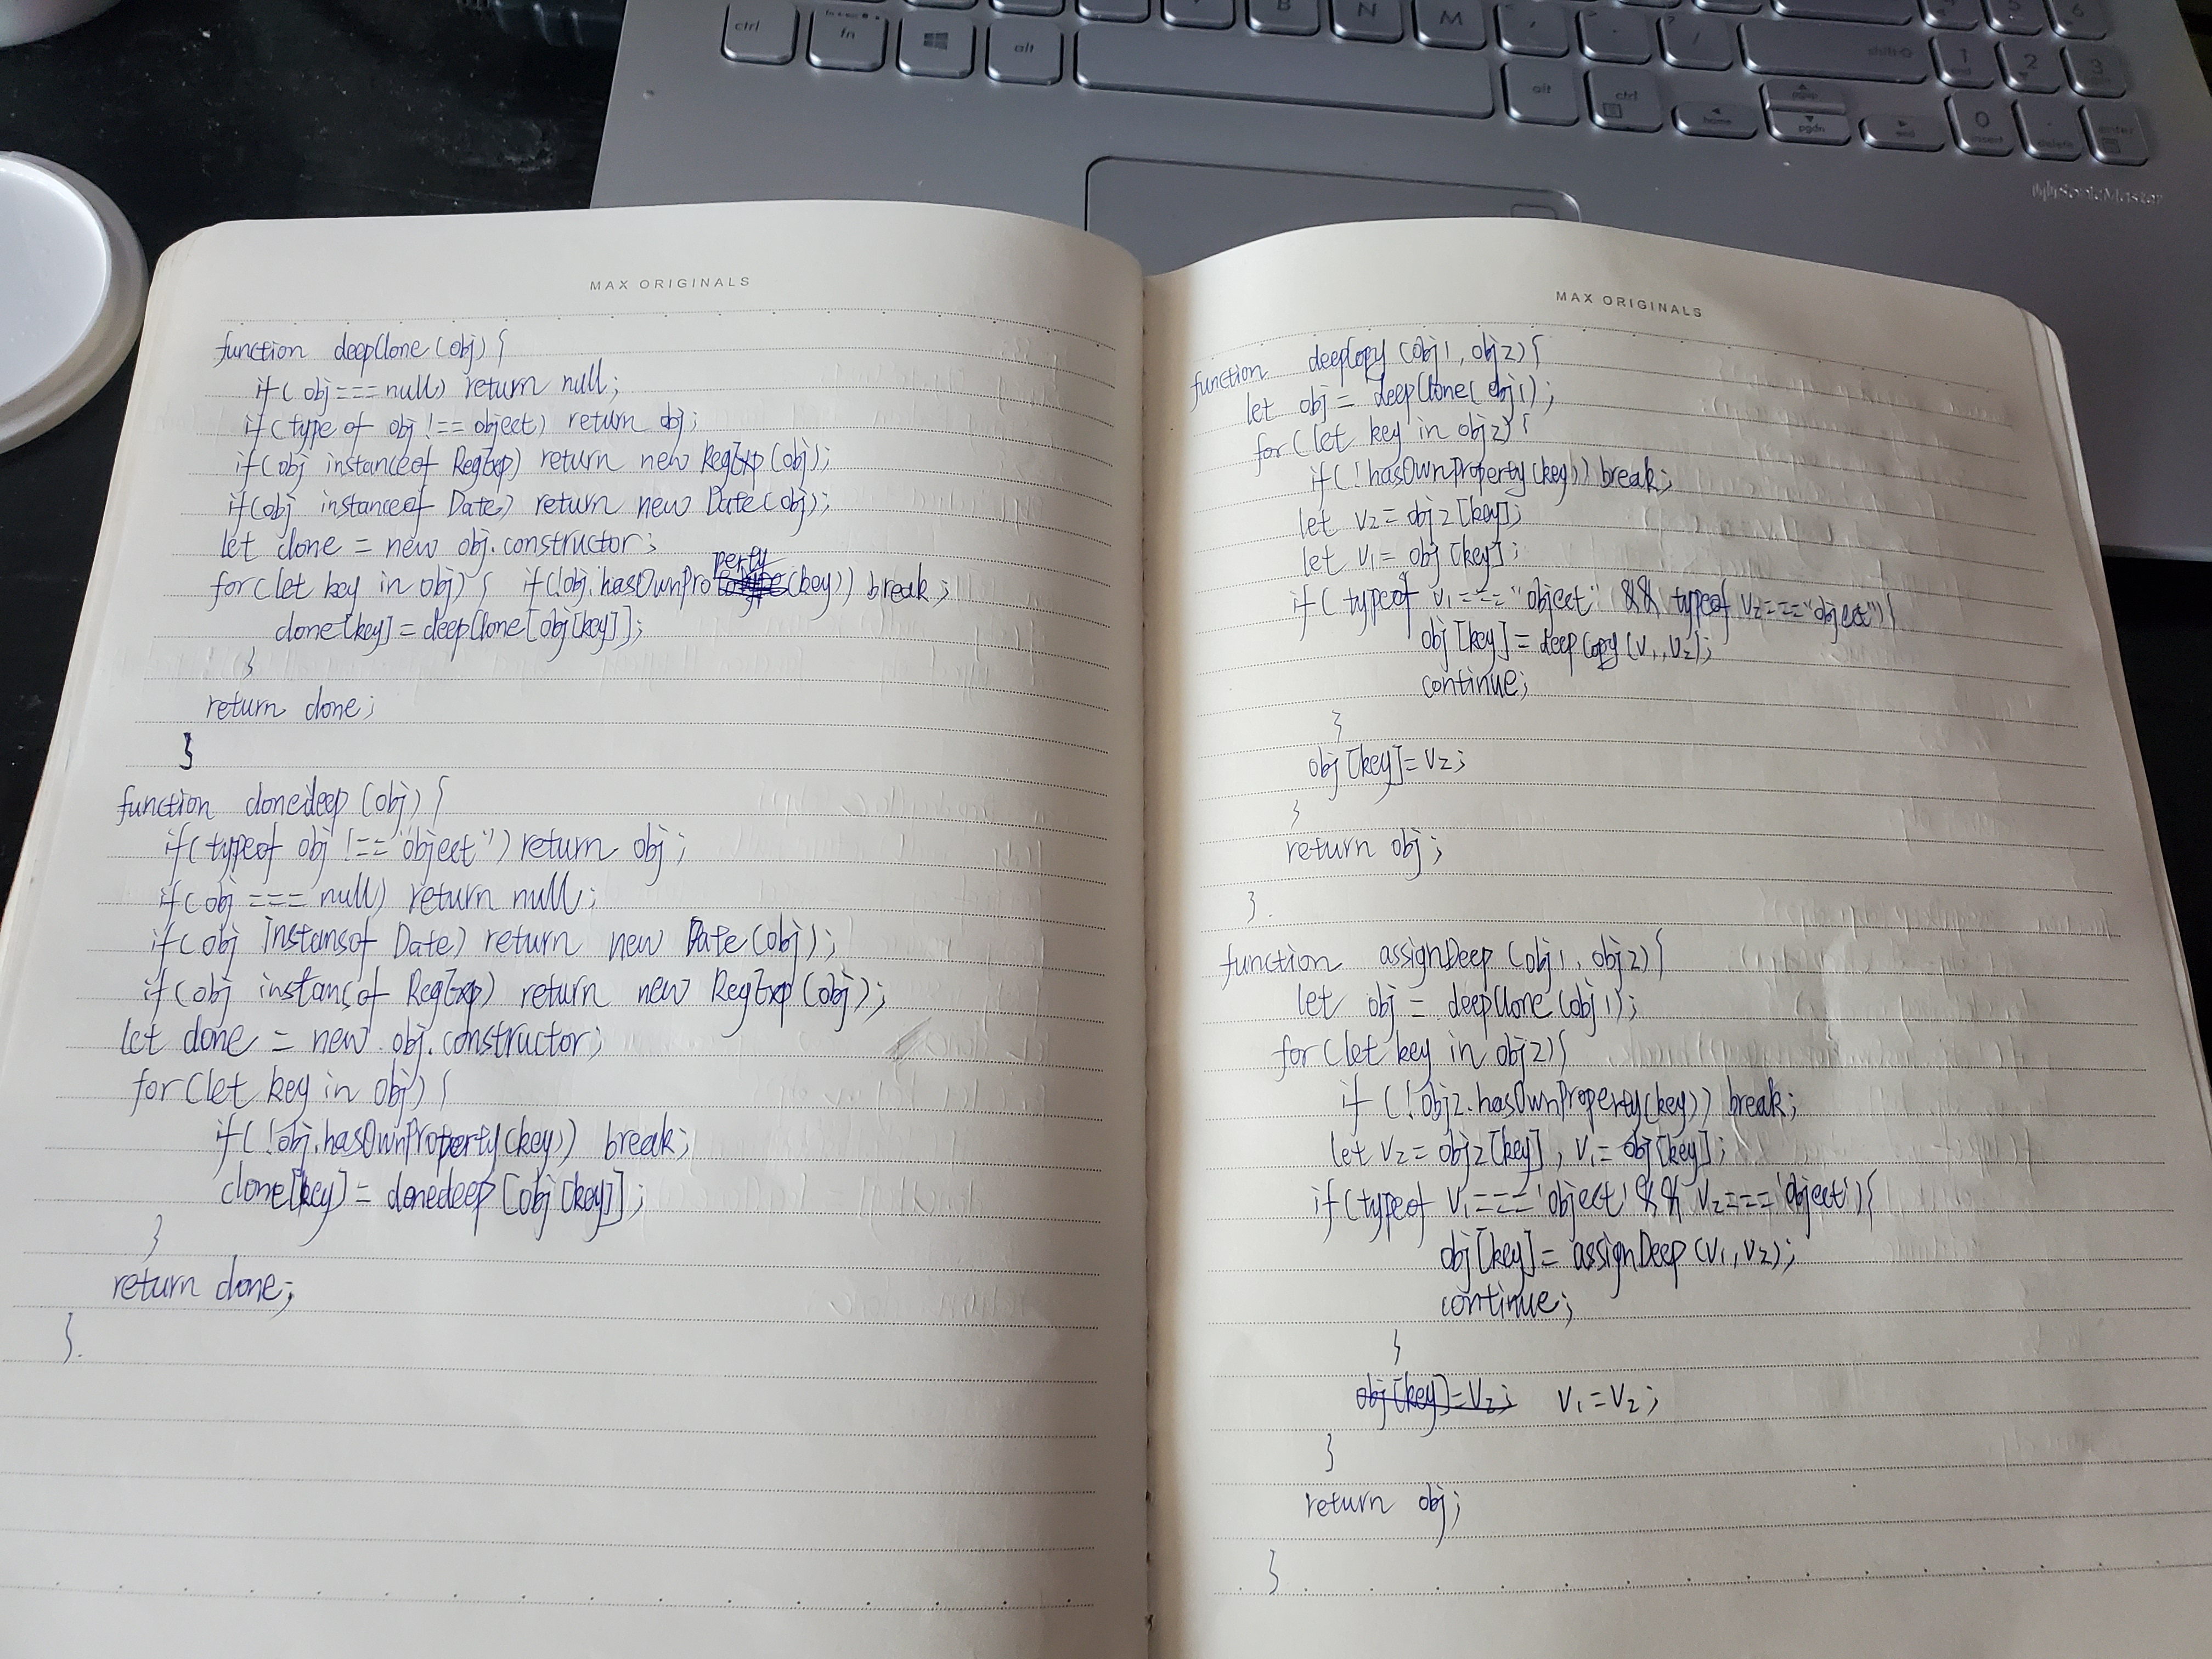 ctrl
fn
alt
B
N
M
alt
ctrl
home
pgup
pgdn
end
shift
1
end
2
3
0
insert
delete
enter
4
5
6
SonicMaster
MAX ORIGINALS
function deepClone (obj) {
if( obj === null) return null;
if( type of obj !== object) return obj;
if(obj instanceof RegExp) return new RegExp(obj);
if(obj instanceof Date) return new Date(obj);
let clone = new obj.constructor;
for(let key in obj) { if(!obj.hasOwnProperty(key)) break;
clone[key] = deepClone[obj[key]];
}
return clone;
}
function clonedeep (obj) {
if( typeof obj !== "object") return obj;
if( obj === null) return null;
if( obj instansof Date) return new Date(obj);
if(obj instansof RegExp) return new RegExp(obj);
let clone = new obj.constructor;
for(let key in obj) {
if( !obj.hasOwnProperty(key)) break;
clone[key] = clonedeep [obj[key]];
}
return clone;
}.
MAX ORIGINALS
function deepCopy (obj1, obj2) {
let obj = deepClone( obj1);
for(let key in obj2) {
if( !hasOwnProperty(key)) break;
let v2 = obj2[key];
let v1 = obj[key];
if( typeof v1 === "object" && typeof v2 === "object") {
obj[key] = deepCopy (v1, v2);
continue;
}
obj[key] = v2;
}
return obj;
}.
function assignDeep (obj1, obj2) {
let obj = deepClone (obj1);
for(let key in obj2) {
if (!obj2.hasOwnProperty(key)) break;
let v2 = obj2[key], v1 = obj[key];
if(typeof v1 === 'object' && v2 === 'object') {
obj[key] = assignDeep (v1, v2);
continue;
}
obj[key] = v2; v1 = v2;
}
return obj;
}